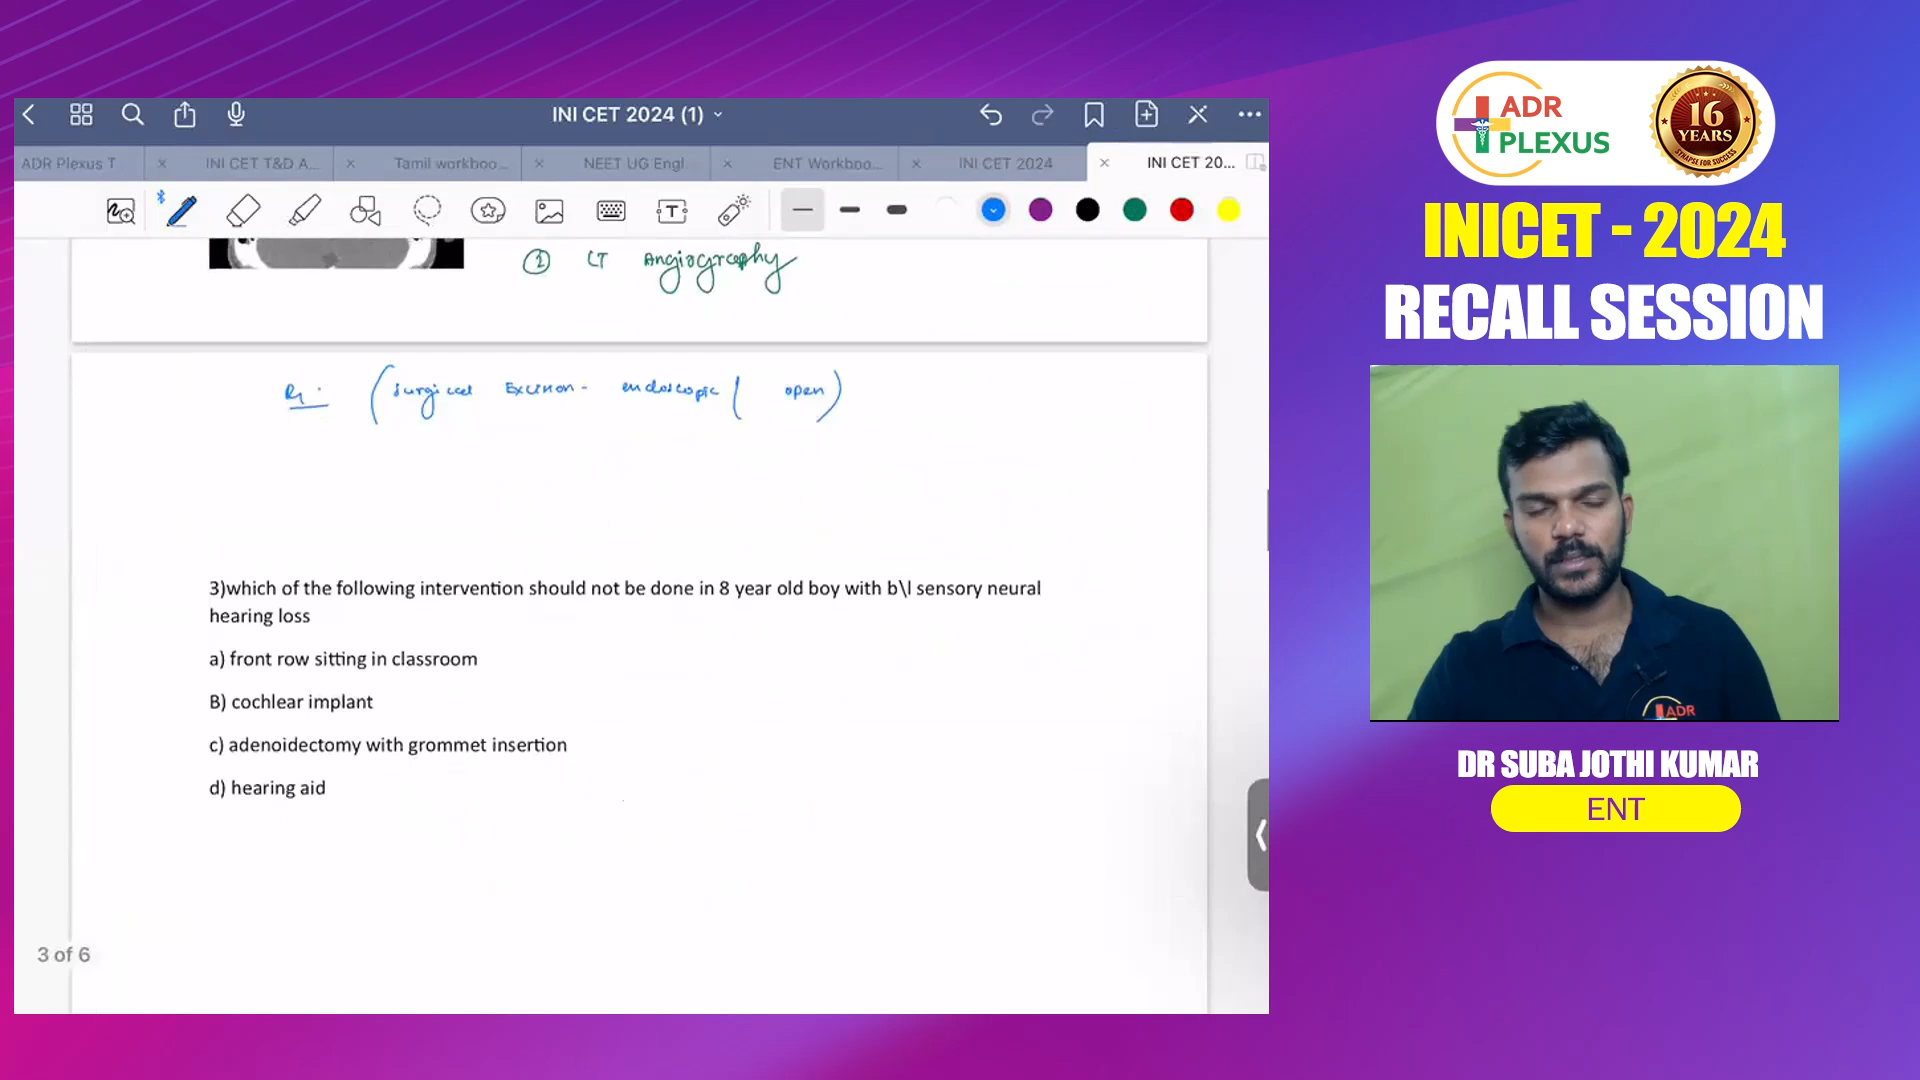 INI CET 2024 (1)
ADR Plexus T
INI CET T&D A...
Tamil workboo...
NEET UG Engl
ENT Workboo...
INI CET 2024
INI CET 20...
② CT Angiography
Rx: (Surgical Excision - endoscopic / open)
3)which of the following intervention should not be done in 8 year old boy with b\l sensory neural
hearing loss
a) front row sitting in classroom
B) cochlear implant
c) adenoidectomy with grommet insertion
d) hearing aid
3 of 6
ADR
PLEXUS
16
YEARS
SYNAPSE FOR SUCCESS
INICET - 2024
RECALL SESSION
ADR
DR SUBA JOTHI KUMAR
ENT